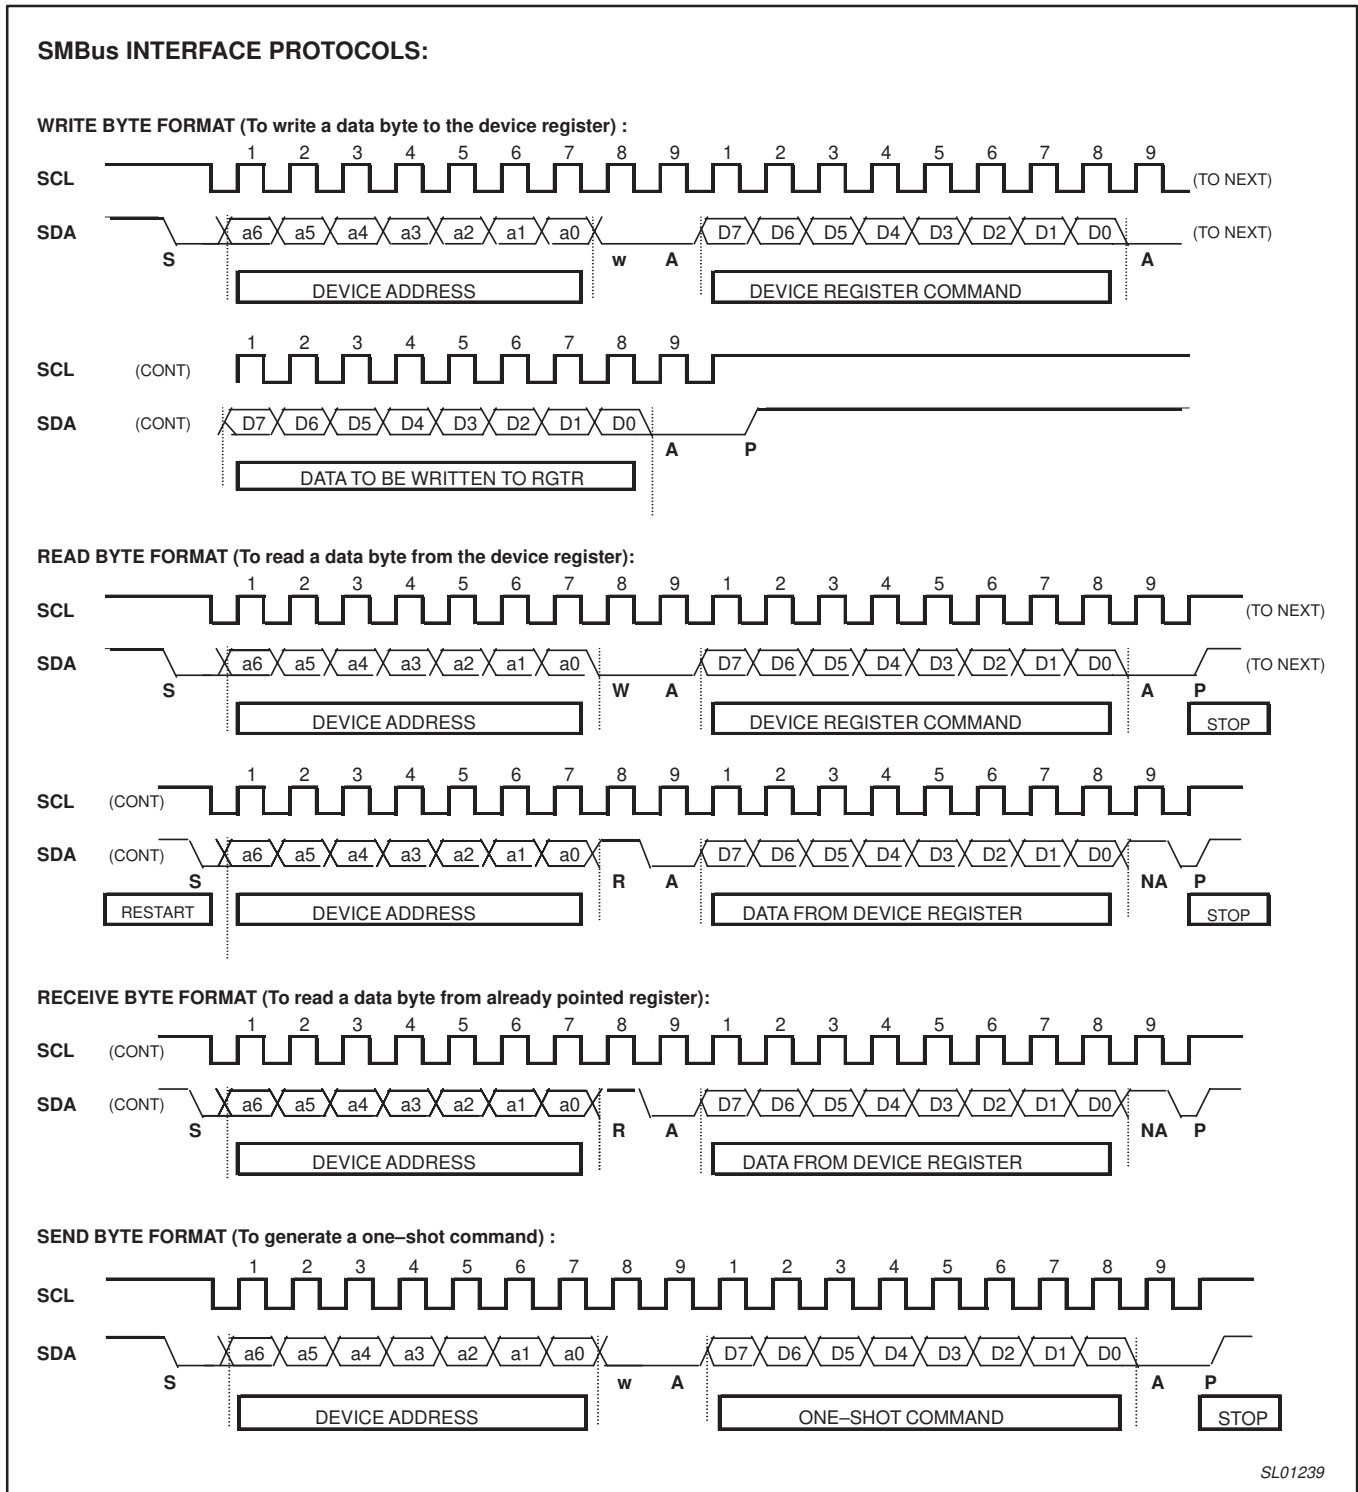 SMBus INTERFACE PROTOCOLS:
WRITE BYTE FORMAT (To write a data byte to the device register) :
1 2 3 4 5 6 7 8 9 1 2 3 4 5 6 7 8 9
SCL (TO NEXT)
SDA a6 a5 a4 a3 a2 a1 a0 D7 D6 D5 D4 D3 D2 D1 D0 (TO NEXT)
S w A A
DEVICE ADDRESS DEVICE REGISTER COMMAND
1 2 3 4 5 6 7 8 9
SCL (CONT)
SDA (CONT) D7 D6 D5 D4 D3 D2 D1 D0
A P
DATA TO BE WRITTEN TO RGTR
READ BYTE FORMAT (To read a data byte from the device register):
1 2 3 4 5 6 7 8 9 1 2 3 4 5 6 7 8 9
SCL (TO NEXT)
SDA a6 a5 a4 a3 a2 a1 a0 D7 D6 D5 D4 D3 D2 D1 D0 (TO NEXT)
S W A A P
DEVICE ADDRESS DEVICE REGISTER COMMAND STOP
1 2 3 4 5 6 7 8 9 1 2 3 4 5 6 7 8 9
SCL (CONT)
SDA (CONT) a6 a5 a4 a3 a2 a1 a0 D7 D6 D5 D4 D3 D2 D1 D0
S R A NA P
RESTART DEVICE ADDRESS DATA FROM DEVICE REGISTER STOP
RECEIVE BYTE FORMAT (To read a data byte from already pointed register):
1 2 3 4 5 6 7 8 9 1 2 3 4 5 6 7 8 9
SCL (CONT)
SDA (CONT) a6 a5 a4 a3 a2 a1 a0 D7 D6 D5 D4 D3 D2 D1 D0
S R A NA P
DEVICE ADDRESS DATA FROM DEVICE REGISTER
SEND BYTE FORMAT (To generate a one–shot command) :
1 2 3 4 5 6 7 8 9 1 2 3 4 5 6 7 8 9
SCL
SDA a6 a5 a4 a3 a2 a1 a0 D7 D6 D5 D4 D3 D2 D1 D0
S w A A P
DEVICE ADDRESS ONE–SHOT COMMAND STOP
SL01239